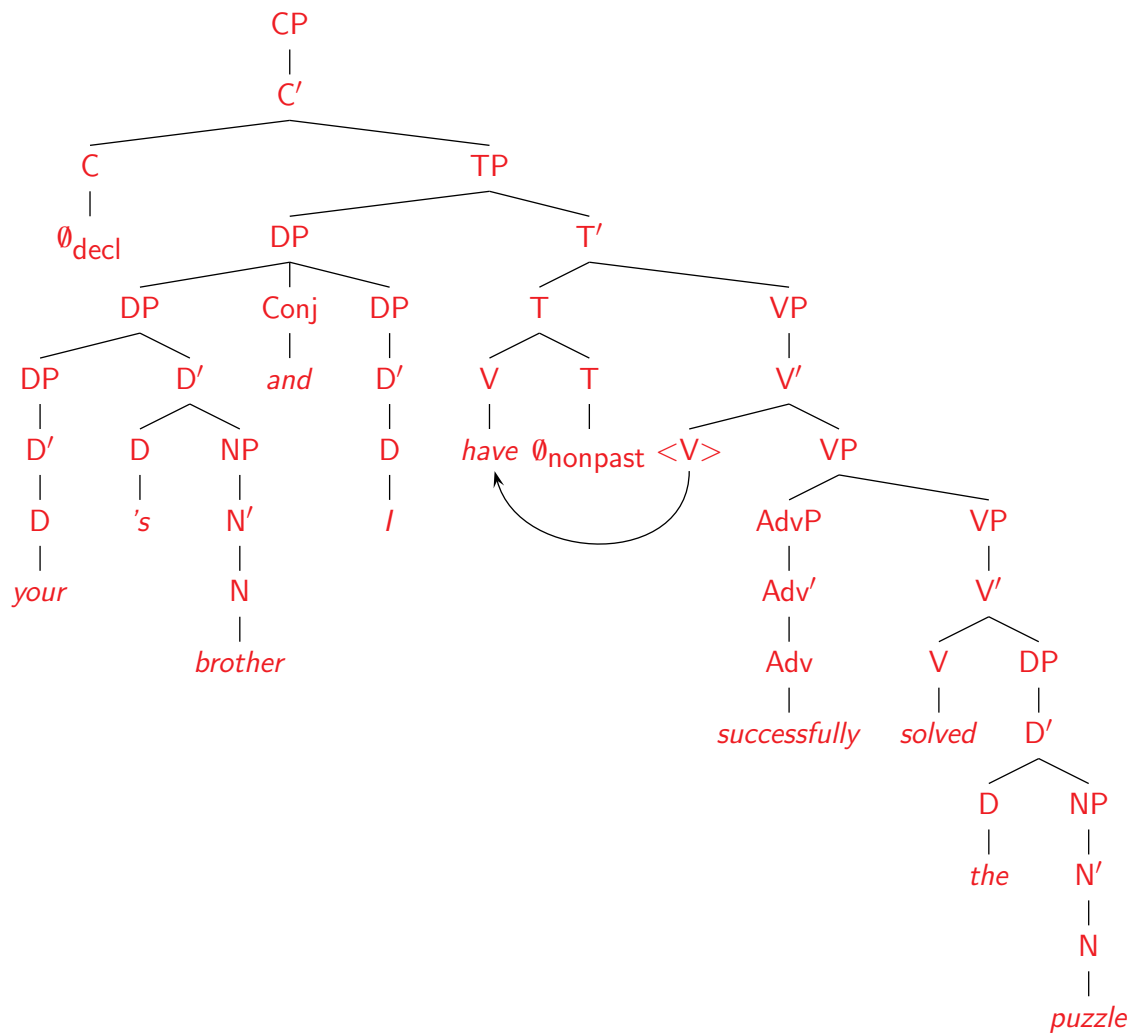 CP
C′
C TP
∅decl DP T′
DP Conj DP T VP
DP D′ and D′ V T V′
D′ D NP D have ∅nonpast <V> VP
D 's N′ I AdvP VP
your N Adv′ V′
brother Adv V DP
successfully solved D′
D NP
the N′
N
puzzle